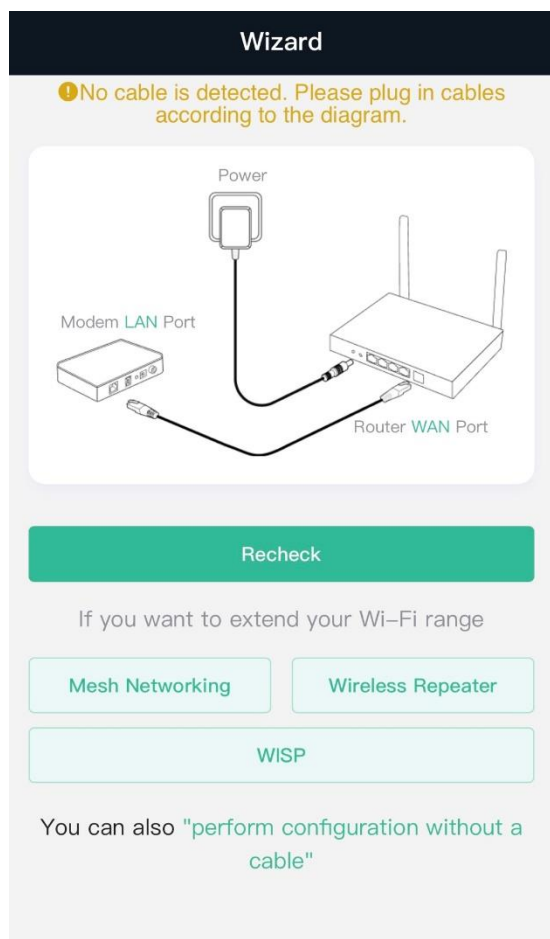 Wizard
No cable is detected. Please plug in cables
according to the diagram.
Power
Modem LAN Port
Router WAN Port
Recheck
If you want to extend your Wi-Fi range
Mesh Networking
Wireless Repeater
WISP
You can also "perform configuration without a
cable"